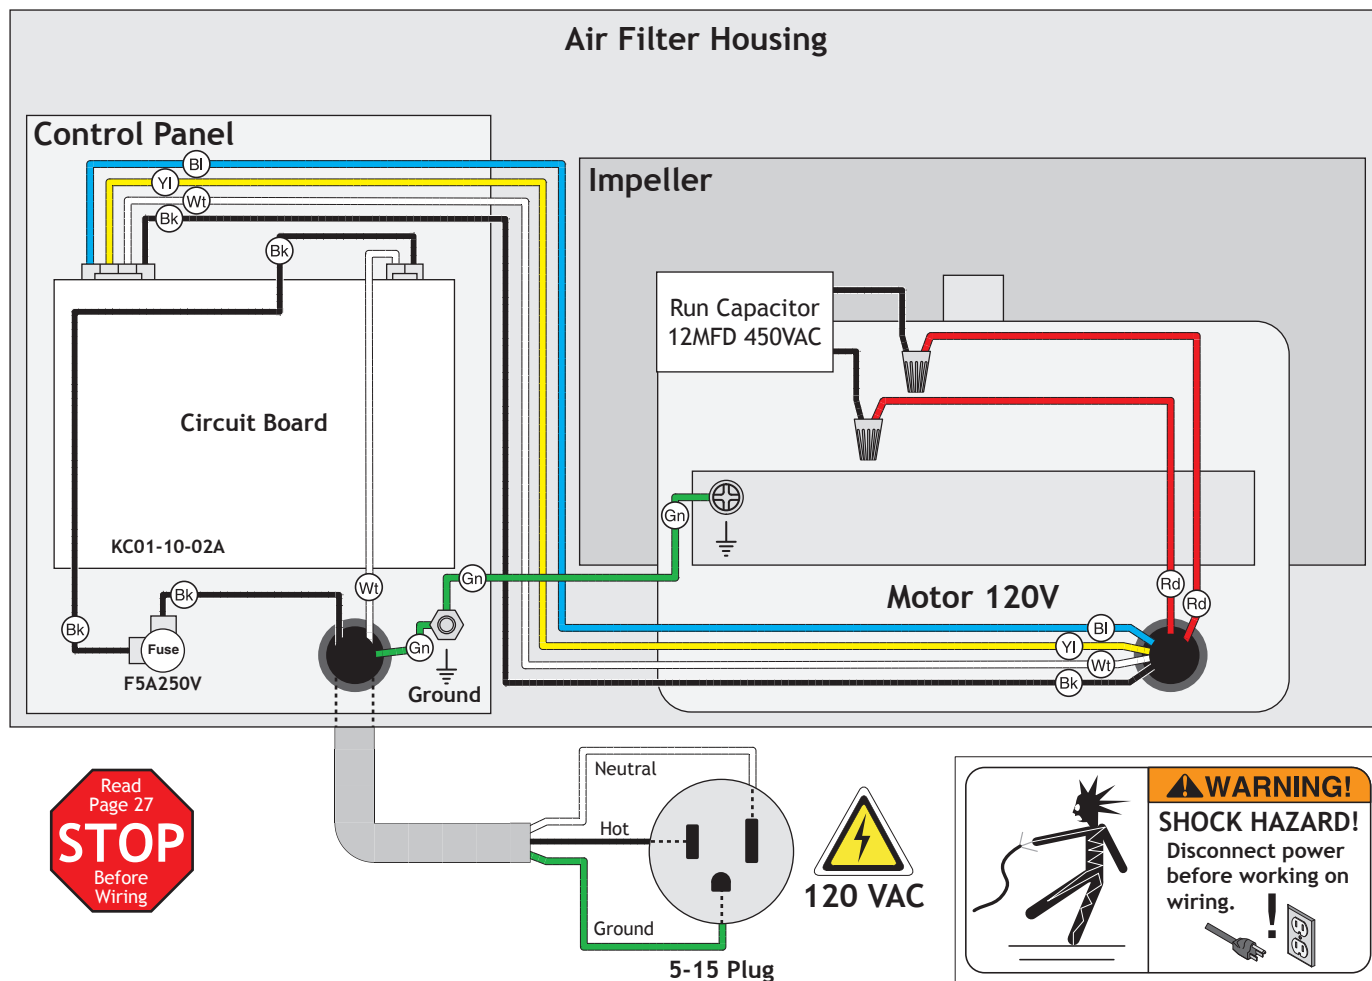 Air Filter Housing
Control Panel
Bl
Yl
Wt
Bk
Bk
Impeller
Run Capacitor
12MFD 450VAC
Circuit Board
KC01-10-02A
Gn
Gn
Wt
Bk
Bk
Fuse
F5A250V
Gn
Ground
Motor 120V
Rd
Rd
Bl
Yl
Wt
Bk
Read
Page 27
STOP
Before
Wiring
Neutral
Hot
Ground
5-15 Plug
120 VAC
WARNING!
SHOCK HAZARD!
Disconnect power
before working on
wiring.
!